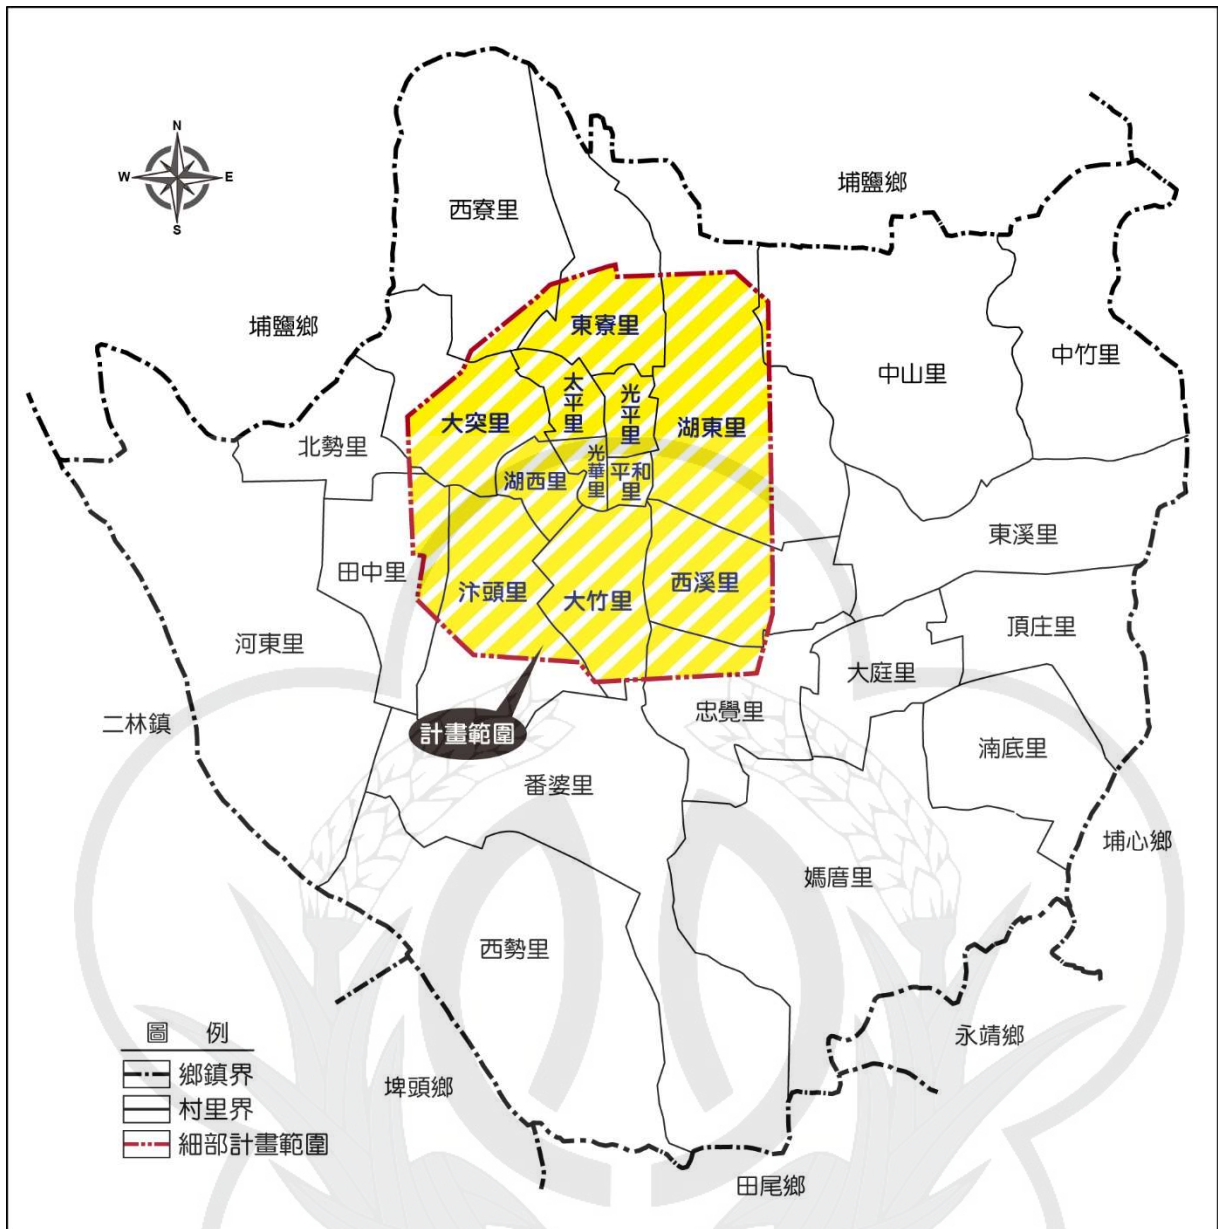 N
W
E
S
埔鹽鄉
西寮里
埔鹽鄉
東寮里
中竹里
中山里
太平里
光平里
大突里
湖東里
北勢里
光華里
平和里
湖西里
東溪里
田中里
西溪里
汴頭里
大竹里
頂庄里
河東里
大庭里
忠覺里
二林鎮
計畫範圍
湳底里
番婆里
埔心鄉
媽厝里
西勢里
圖 例
鄉鎮界
村里界
細部計畫範圍
永靖鄉
埤頭鄉
田尾鄉